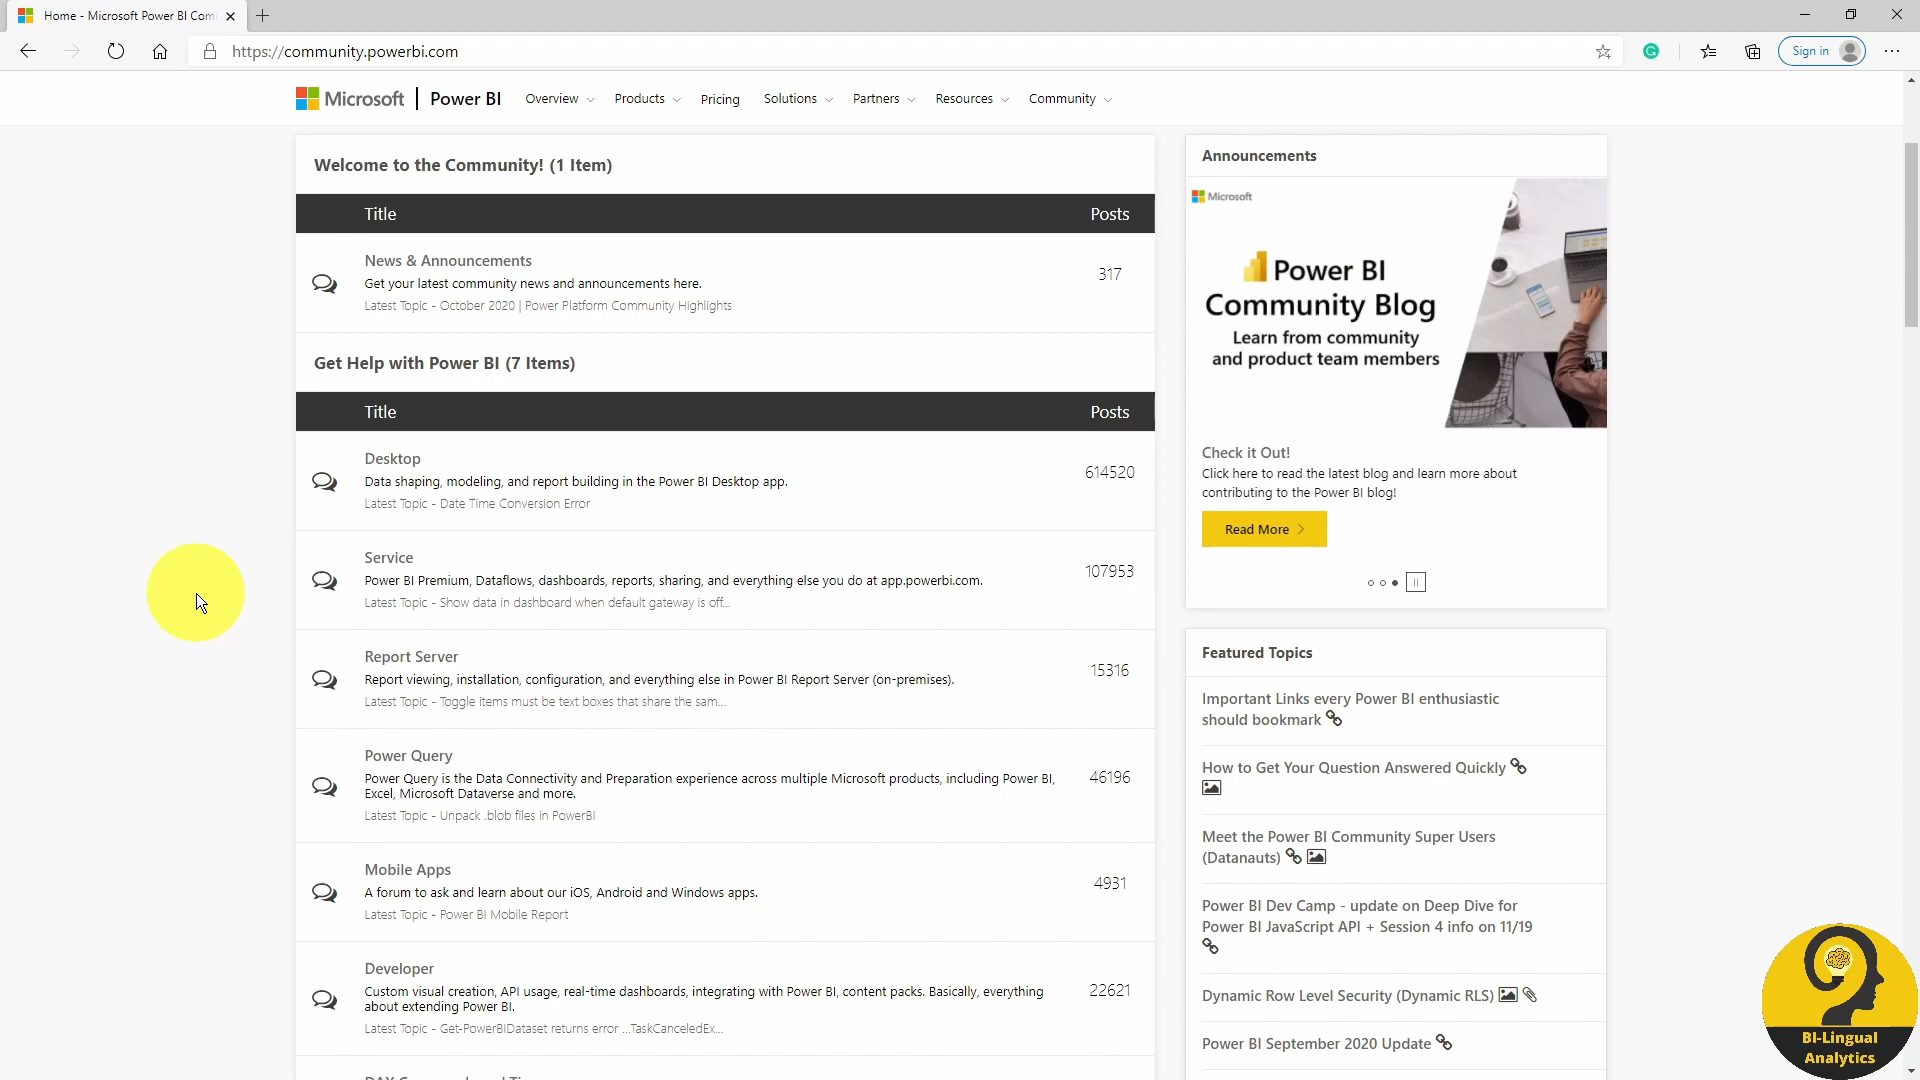 Home - Microsoft Power BI Com
Sign in
https://community.powerbi.com
Microsoft
Power BI
Overview
Products
Pricing
Solutions
Partners
Resources
Community
Welcome to the Community! (1 Item)
Title
Posts
News & Announcements
Get your latest community news and announcements here.
Latest Topic - October 2020 | Power Platform Community Highlights
317
Get Help with Power BI (7 Items)
Title
Posts
Desktop
Data shaping, modeling, and report building in the Power BI Desktop app.
Latest Topic - Date Time Conversion Error
614520
Service
Power BI Premium, Dataflows, dashboards, reports, sharing, and everything else you do at app.powerbi.com.
Latest Topic - Show data in dashboard when default gateway is off...
107953
Report Server
Report viewing, installation, configuration, and everything else in Power BI Report Server (on-premises).
Latest Topic - Toggle items must be text boxes that share the sam...
15316
Power Query
Power Query is the Data Connectivity and Preparation experience across multiple Microsoft products, including Power BI,
Excel, Microsoft Dataverse and more.
Latest Topic - Unpack .blob files in PowerBI
46196
Mobile Apps
A forum to ask and learn about our iOS, Android and Windows apps.
Latest Topic - Power BI Mobile Report
4931
Developer
Custom visual creation, API usage, real-time dashboards, integrating with Power BI, content packs. Basically, everything
about extending Power BI.
Latest Topic - Get-PowerBIDataset returns error ...TaskCanceledEx...
22621
Announcements
Microsoft
Power BI
Community Blog
Learn from community
and product team members
Check it Out!
Click here to read the latest blog and learn more about
contributing to the Power BI blog!
Read More
Featured Topics
Important Links every Power BI enthusiastic
should bookmark
How to Get Your Question Answered Quickly
Meet the Power BI Community Super Users
(Datanauts)
Power BI Dev Camp - update on Deep Dive for
Power BI JavaScript API + Session 4 info on 11/19
Dynamic Row Level Security (Dynamic RLS)
Power BI September 2020 Update
BI-Lingual
Analytics